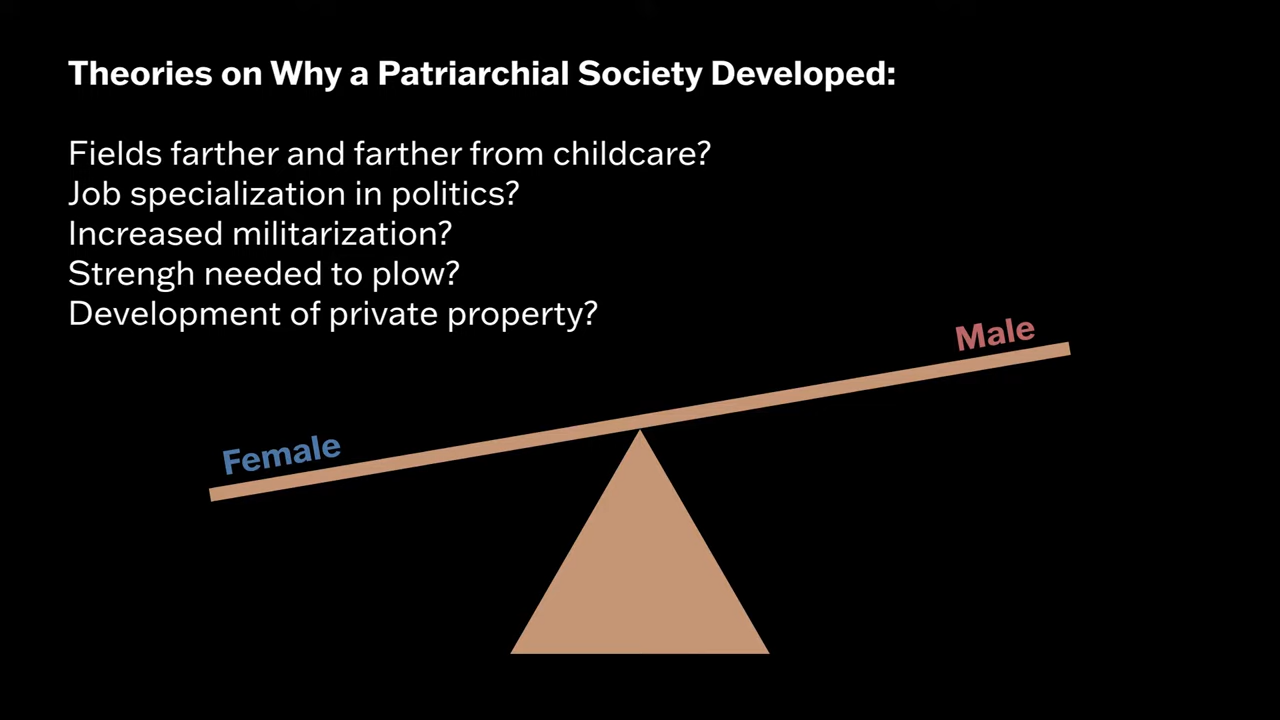 Theories on Why a Patriarchial Society Developed:
Fields farther and farther from childcare?
Job specialization in politics?
Increased militarization?
Strengh needed to plow?
Development of private property?
Male
Female